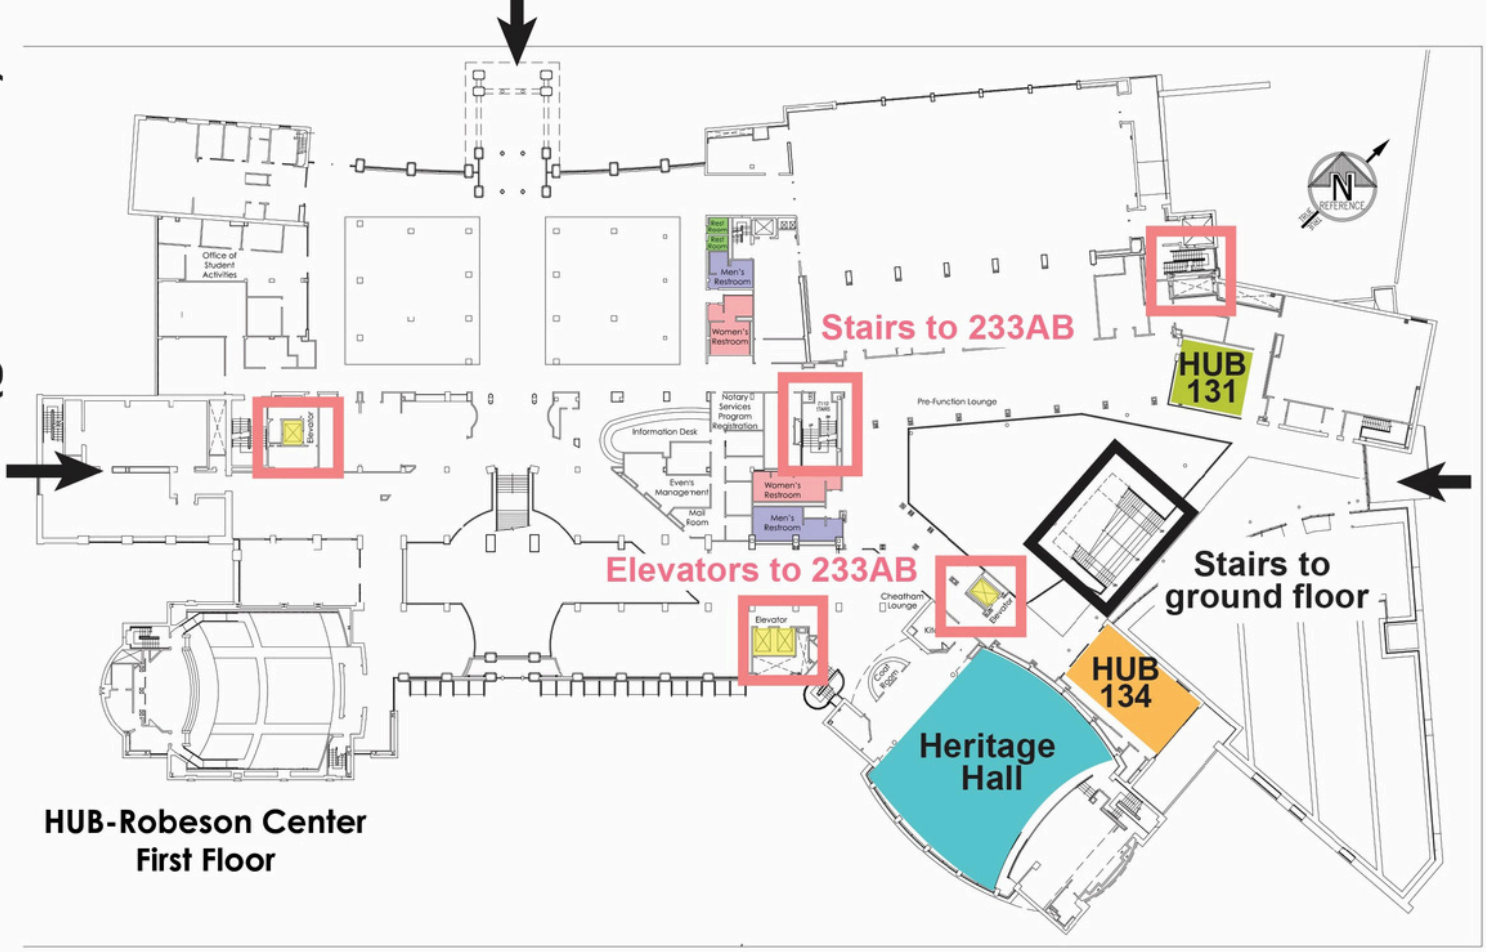 N
TRUE
REFERENCE
Office of
Student
Activities
Rest
Room
Rest
Room
Men's
Restroom
Women's
Restroom
Stairs to 233AB
HUB
131
Pre-Function Lounge
Notary
Services
Program
Registration
STAIRS
Elevator
Information Desk
Even's
Management
Mail
Room
Women's
Restroom
Men's
Restroom
Elevators to 233AB
Stairs to
ground floor
Cheatham
Lounge
Elevator
Elevator
Coat
Room
HUB
134
Heritage
Hall
HUB-Robeson Center
First Floor